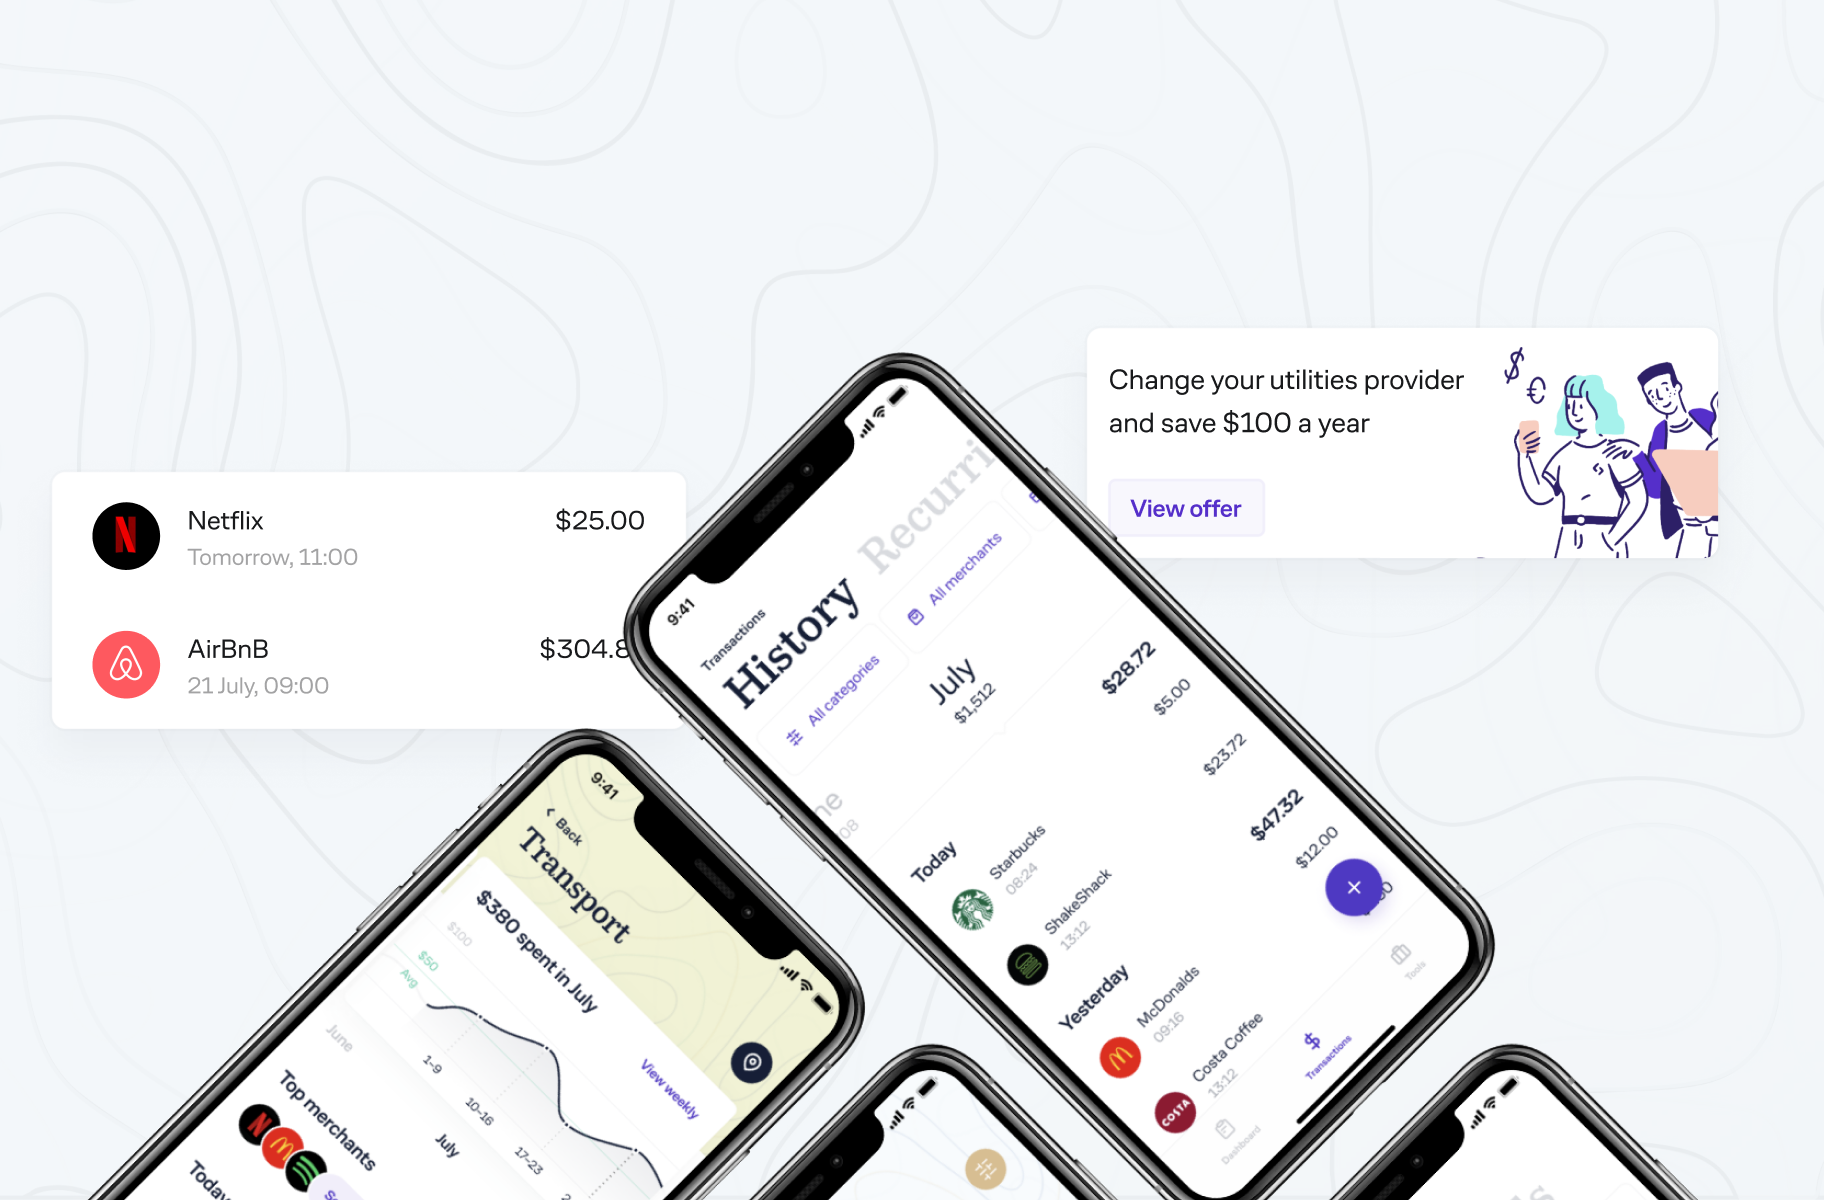 Change your utilities provider
and save $100 a year
View offer
Netflix
$25.00
Tomorrow, 11:00
AirBnB
21 July, 09:00
9:41
Transactions
History
All categories
All merchants
July
$1,512
Today
$28.72
Starbucks
$5.00
08:24
ShakeShack
$23.72
13:12
Yesterday
$47.32
McDonalds
$12.00
09:16
Costa Coffee
13:12
COSTA
Dashboard
$
Transactions
Tools
9:41
Back
Transport
$380 spent in July
$100
$50
Avg
1-9
10-16
17-23
June
July
View weekly
Top merchants